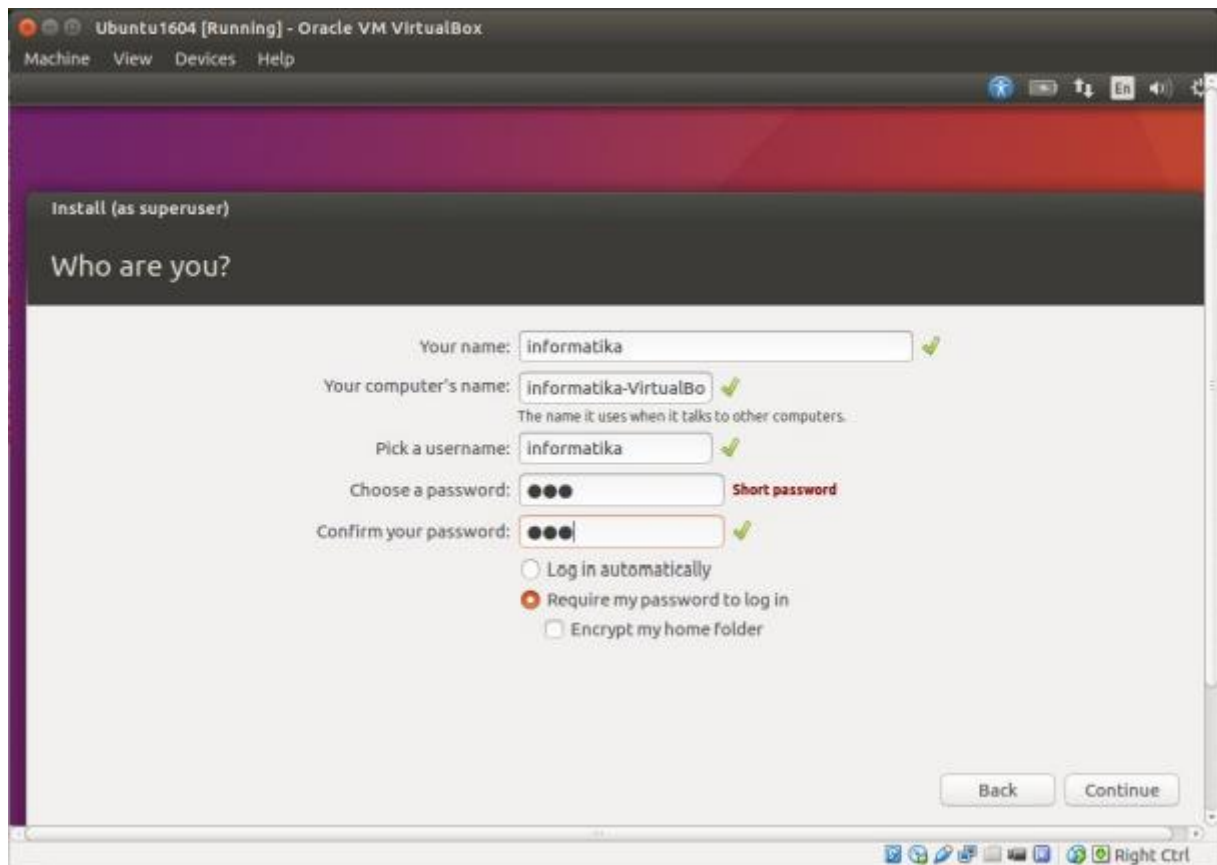 Ubuntu1604 [Running] - Oracle VM VirtualBox
Machine View Devices Help
En
Install (as superuser)
Who are you?
Your name: informatika
Your computer's name: informatika-VirtualBo
The name it uses when it talks to other computers.
Pick a username: informatika
Choose a password: ●●● Short password
Confirm your password: ●●●
Log in automatically
Require my password to log in
Encrypt my home folder
Back Continue
Right Ctrl